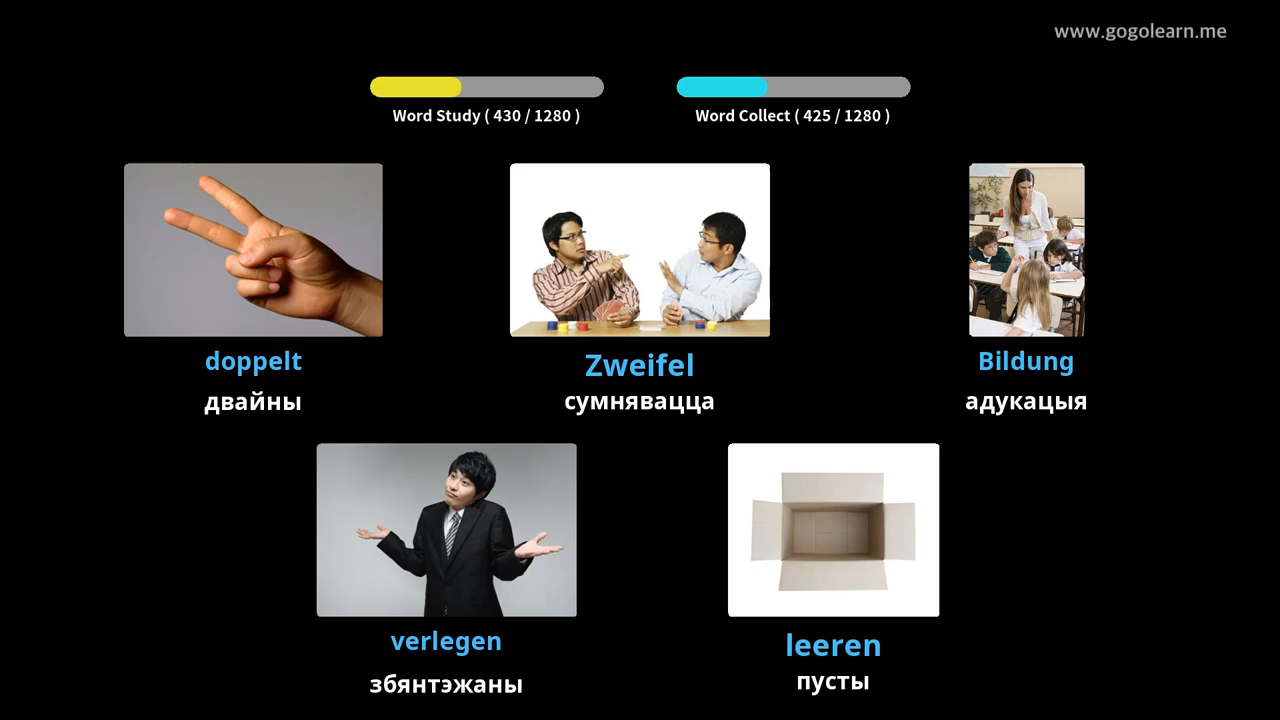 www.gogolearn.me
Word Study ( 430 / 1280 )
Word Collect ( 425 / 1280 )
doppelt
Zweifel
Bildung
двайны
сумнявацца
адукацыя
verlegen
leeren
збянтэжаны
пусты